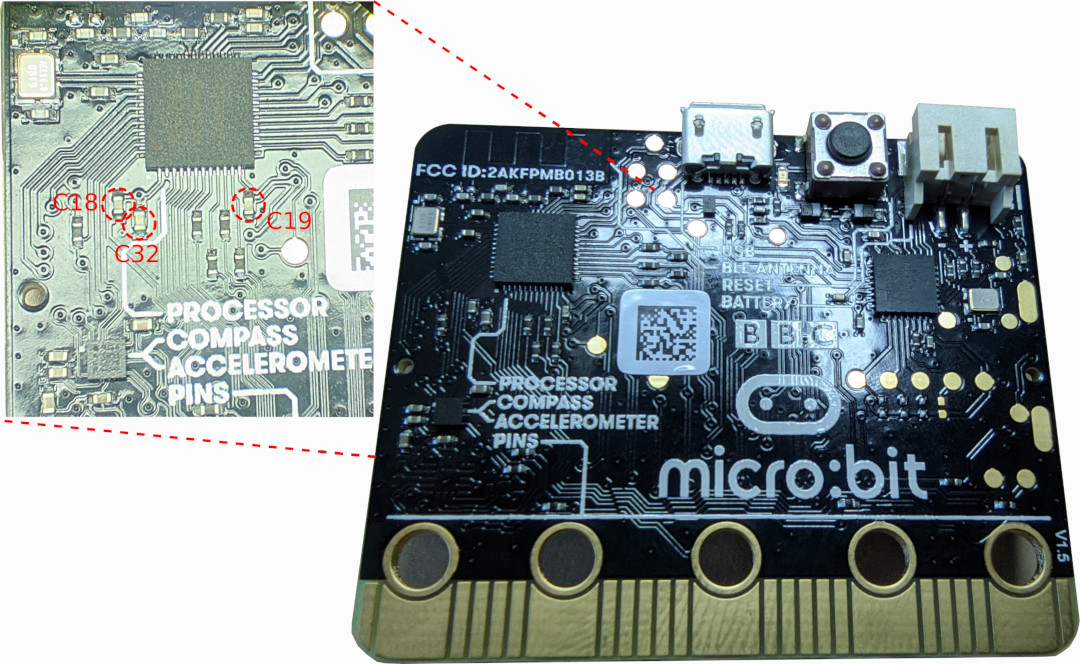 C18
C19
C32
PROCESSOR
COMPASS
ACCELEROMETE
PINS
FCC ID:2AKFPMB013B
USB
BLE ANTENNA
RESET
BATTERY
BBC
PROCESSOR
COMPASS
ACCELEROMETER
PINS
micro:bit
V1.5